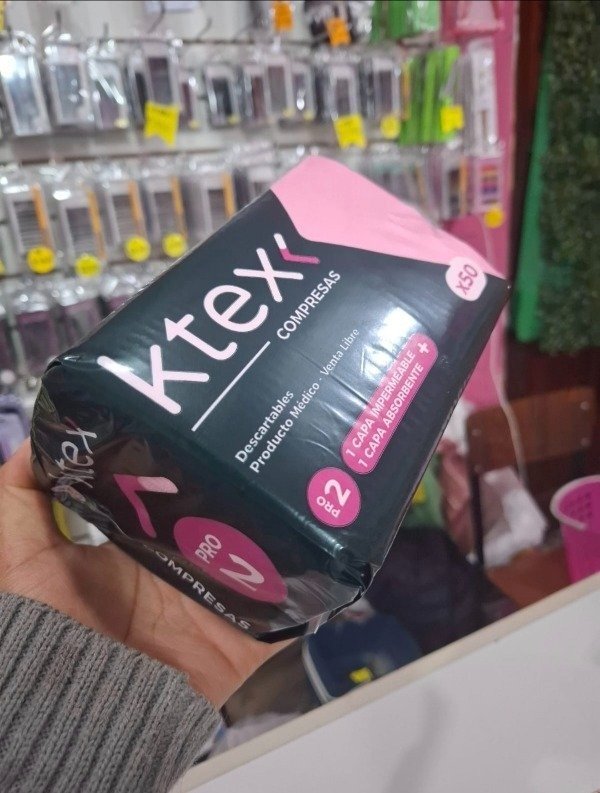 ktex
COMPRESAS
x50
Descartables
Producto Médico - Venta Libre
PRO 2
1 CAPA IMPERMEABLE +
1 CAPA ABSORBENTE
ktex
PRO
2
COMPRESAS